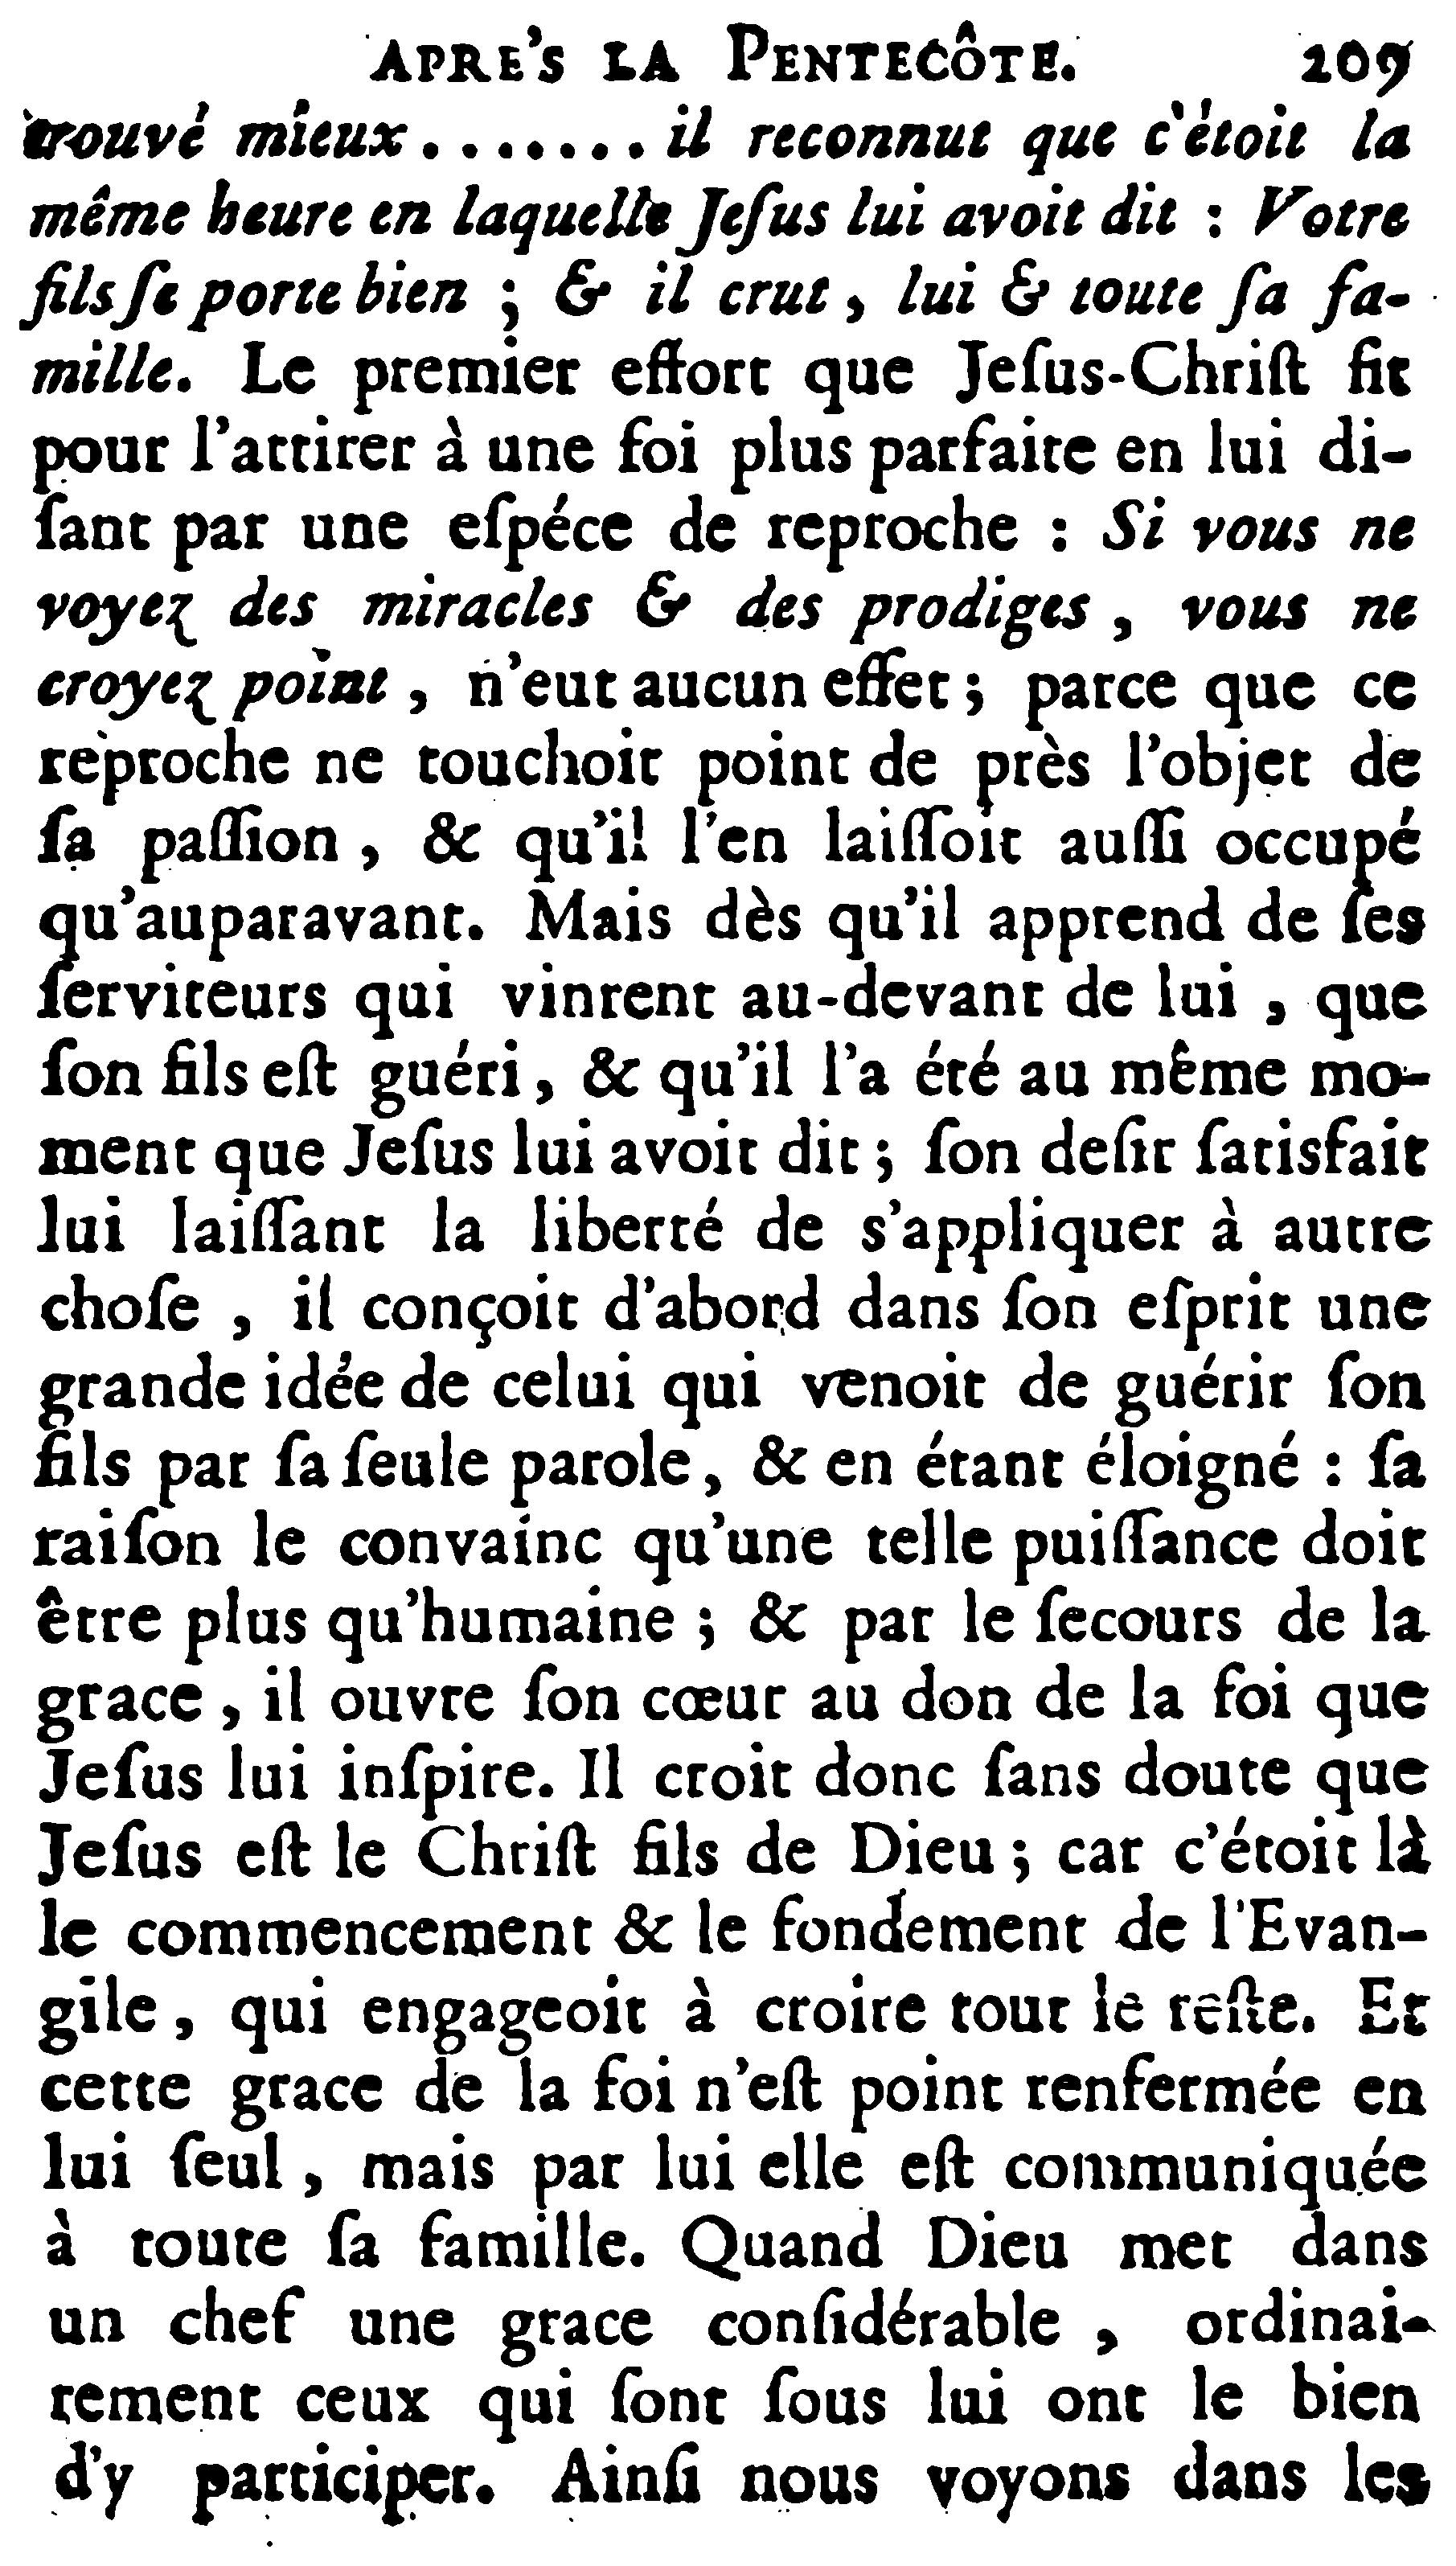 APRE'S LA PENTECÔTE. 209
trouvé mieux . . . . . . . il reconnut que c'étoit la
même heure en laquelle Jeſus lui avoit dit : Votre
fils ſe porte bien ; & il crut , lui & toute ſa fa-
mille. Le premier effort que Jeſus-Chriſt fit
pour l'attirer à une foi plus parfaite en lui di-
ſant par une eſpéce de reproche : Si vous ne
voyez des miracles & des prodiges , vous ne
croyez point , n'eut aucun effet ; parce que ce
reproche ne touchoit point de près l'objet de
ſa paſſion , & qu'il l'en laiſſoit auſſi occupé
qu'auparavant. Mais dès qu'il apprend de ſes
ſerviteurs qui vinrent au-devant de lui , que
ſon fils eſt guéri , & qu'il l'a été au même mo-
ment que Jeſus lui avoit dit ; ſon deſir ſatisfait
lui laiſſant la liberté de s'appliquer à autre
choſe , il conçoit d'abord dans ſon eſprit une
grande idée de celui qui venoit de guérir ſon
fils par ſa ſeule parole , & en étant éloigné : ſa
raiſon le convainc qu'une telle puiſſance doit
être plus qu'humaine ; & par le ſecours de la
grace , il ouvre ſon cœur au don de la foi que
Jeſus lui inſpire. Il croit donc ſans doute que
Jeſus eſt le Chriſt fils de Dieu ; car c'étoit là
le commencement & le fondement de l'Evan-
gile , qui engageoit à croire tout le reſte. Et
cette grace de la foi n'eſt point renfermée en
lui ſeul , mais par lui elle eſt communiquée
à toute ſa famille. Quand Dieu met dans
un chef une grace conſidérable , ordinai-
rement ceux qui ſont ſous lui ont le bien
d'y participer. Ainſi nous voyons dans les